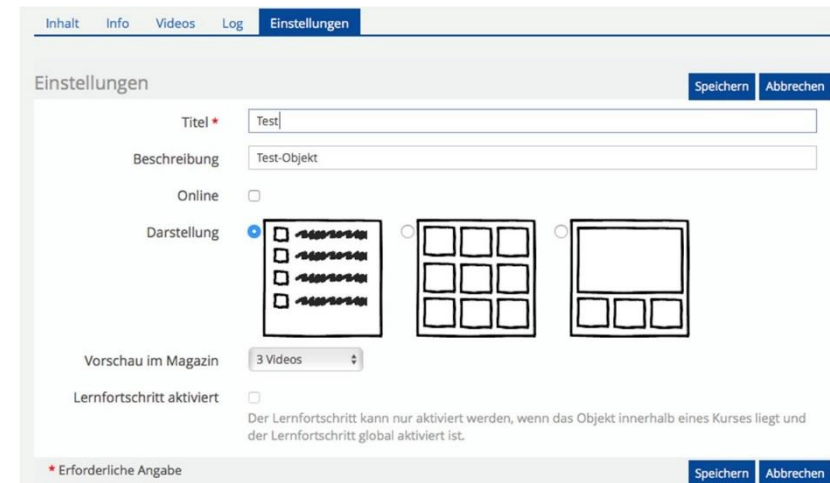 Inhalt Info Videos Log Einstellungen
Einstellungen Speichern Abbrechen
Titel * Test
Beschreibung Test-Objekt
Online
Darstellung
Vorschau im Magazin 3 Videos
Lernfortschritt aktiviert
Der Lernfortschritt kann nur aktiviert werden, wenn das Objekt innerhalb eines Kurses liegt und
der Lernfortschritt global aktiviert ist.
* Erforderliche Angabe Speichern Abbrechen